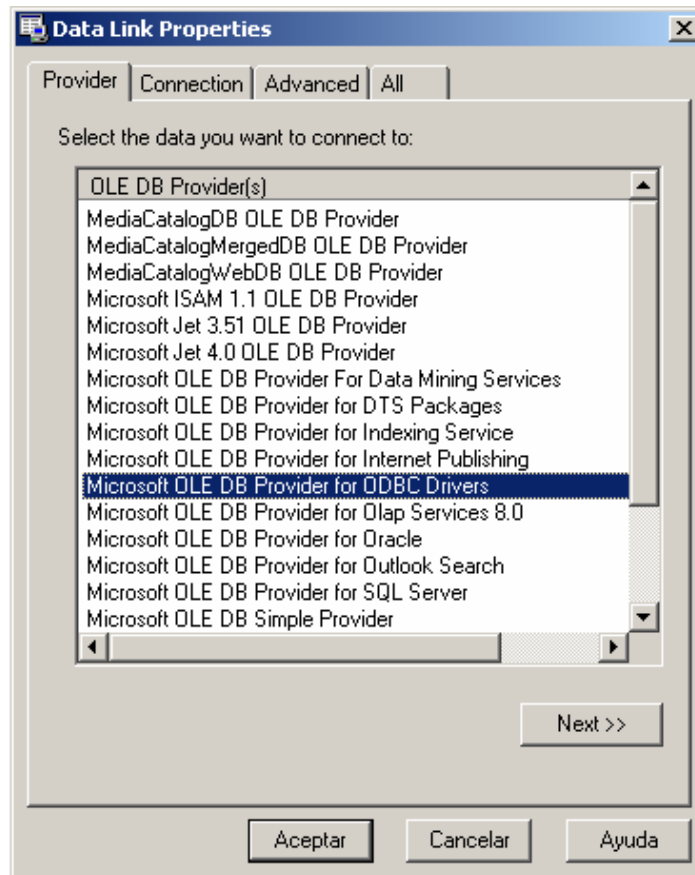 Data Link Properties
Provider Connection Advanced All
Select the data you want to connect to:
OLE DB Provider(s)
MediaCatalogDB OLE DB Provider
MediaCatalogMergedDB OLE DB Provider
MediaCatalogWebDB OLE DB Provider
Microsoft ISAM 1.1 OLE DB Provider
Microsoft Jet 3.51 OLE DB Provider
Microsoft Jet 4.0 OLE DB Provider
Microsoft OLE DB Provider For Data Mining Services
Microsoft OLE DB Provider for DTS Packages
Microsoft OLE DB Provider for Indexing Service
Microsoft OLE DB Provider for Internet Publishing
Microsoft OLE DB Provider for ODBC Drivers
Microsoft OLE DB Provider for Olap Services 8.0
Microsoft OLE DB Provider for Oracle
Microsoft OLE DB Provider for Outlook Search
Microsoft OLE DB Provider for SQL Server
Microsoft OLE DB Simple Provider
Next >>
Aceptar Cancelar Ayuda